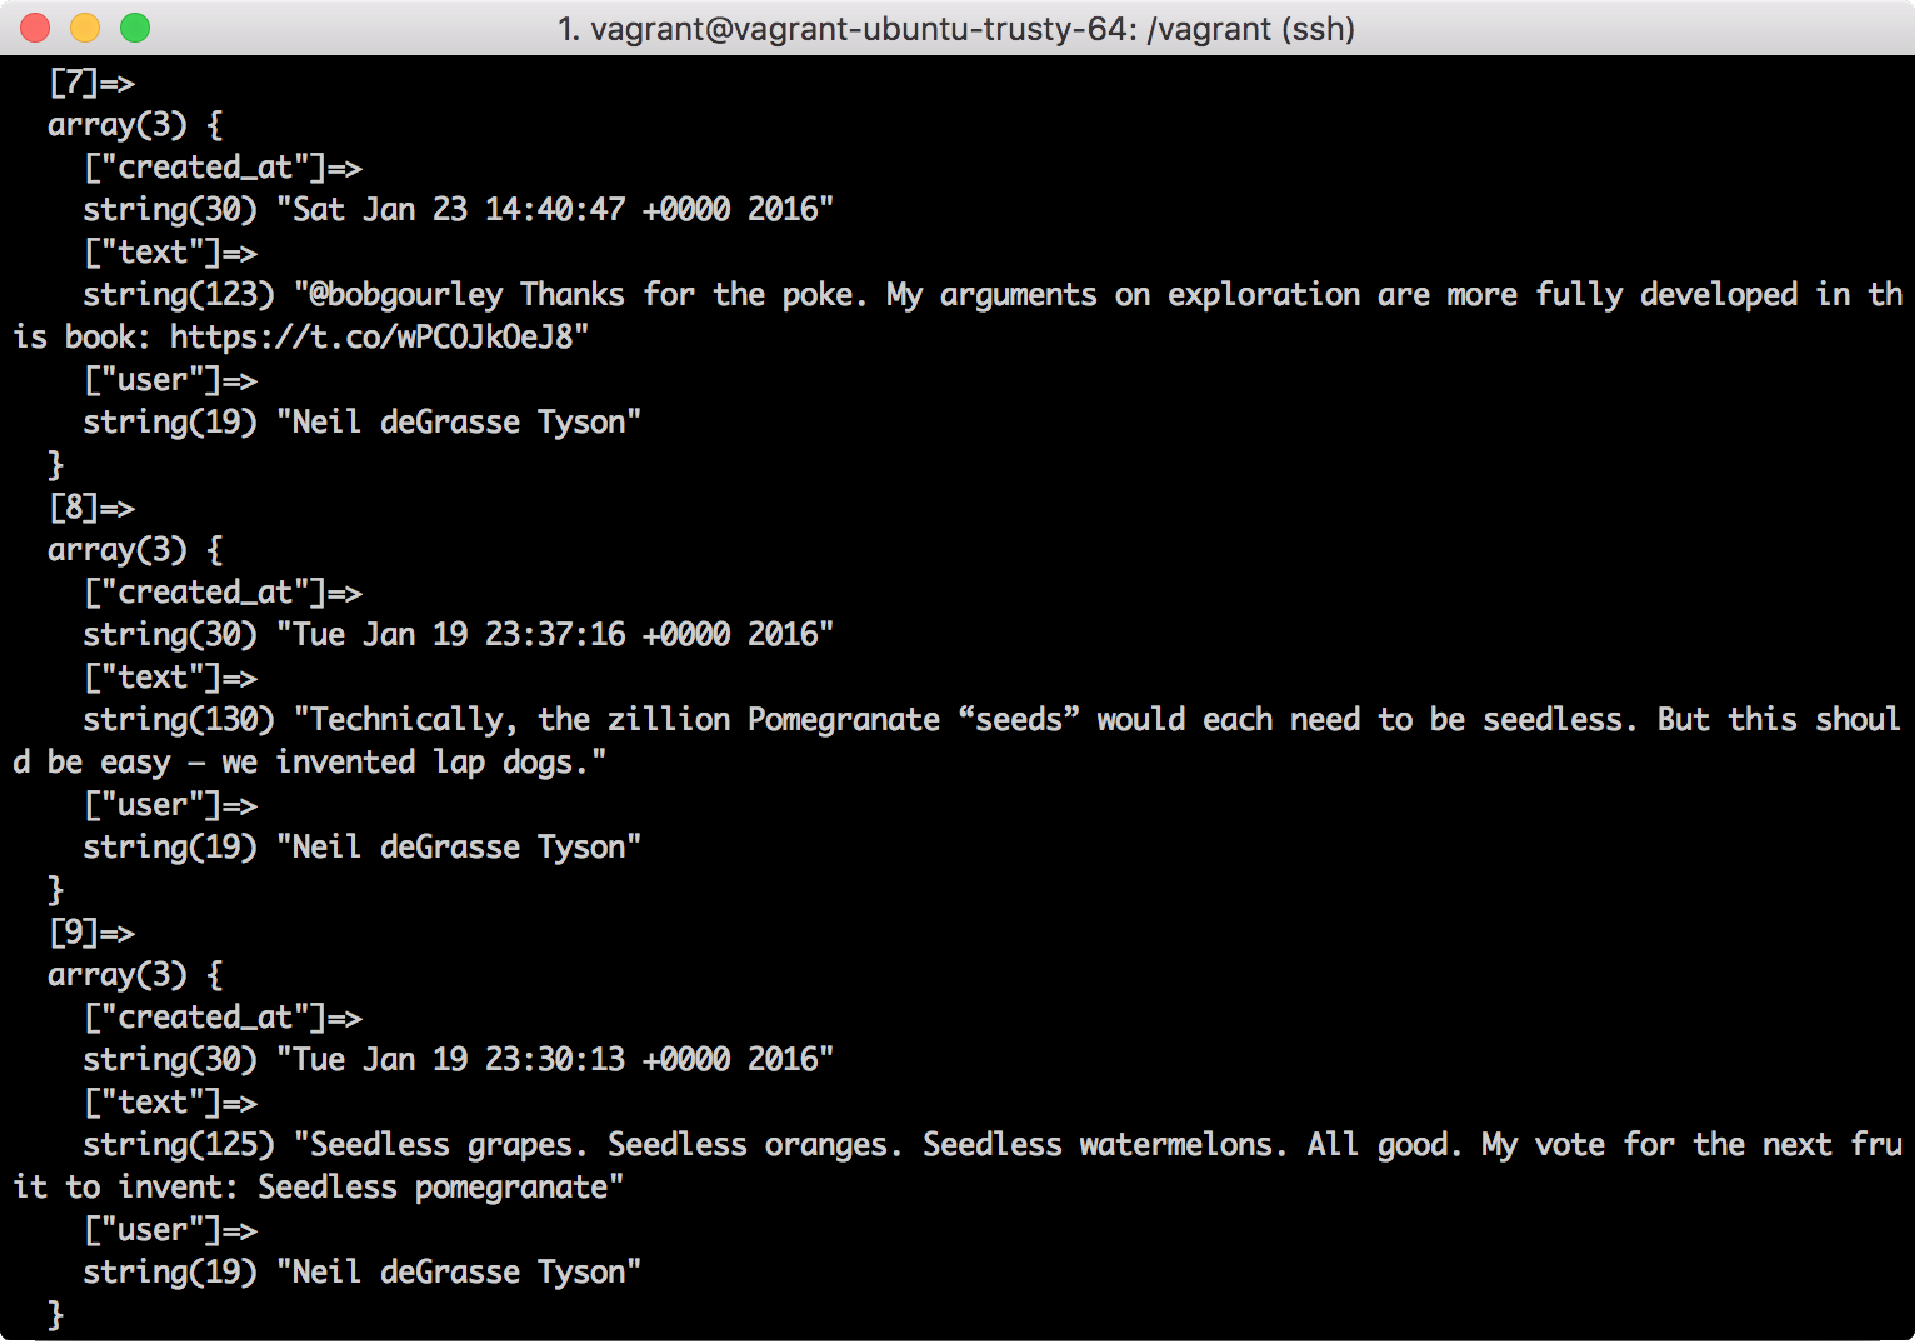 1. vagrant@vagrant-ubuntu-trusty-64: /vagrant (ssh)
  [7]=>
  array(3) {
    ["created_at"]=>
    string(30) "Sat Jan 23 14:40:47 +0000 2016"
    ["text"]=>
    string(123) "@bobgourley Thanks for the poke. My arguments on exploration are more fully developed in th
is book: https://t.co/wPCOJkOeJ8"
    ["user"]=>
    string(19) "Neil deGrasse Tyson"
  }
  [8]=>
  array(3) {
    ["created_at"]=>
    string(30) "Tue Jan 19 23:37:16 +0000 2016"
    ["text"]=>
    string(130) "Technically, the zillion Pomegranate “seeds” would each need to be seedless. But this shoul
d be easy — we invented lap dogs."
    ["user"]=>
    string(19) "Neil deGrasse Tyson"
  }
  [9]=>
  array(3) {
    ["created_at"]=>
    string(30) "Tue Jan 19 23:30:13 +0000 2016"
    ["text"]=>
    string(125) "Seedless grapes. Seedless oranges. Seedless watermelons. All good. My vote for the next fru
it to invent: Seedless pomegranate"
    ["user"]=>
    string(19) "Neil deGrasse Tyson"
  }